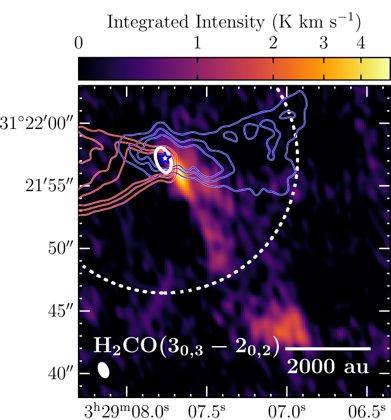 Integrated Intensity (K km s⁻¹)
0 1 2 3 4
31°22′00″
21′55″
50″
45″
40″
H₂CO(3₀,₃ − 2₀,₂)
2000 au
3ʰ29ᵐ08.0ˢ 07.5ˢ 07.0ˢ 06.5ˢ